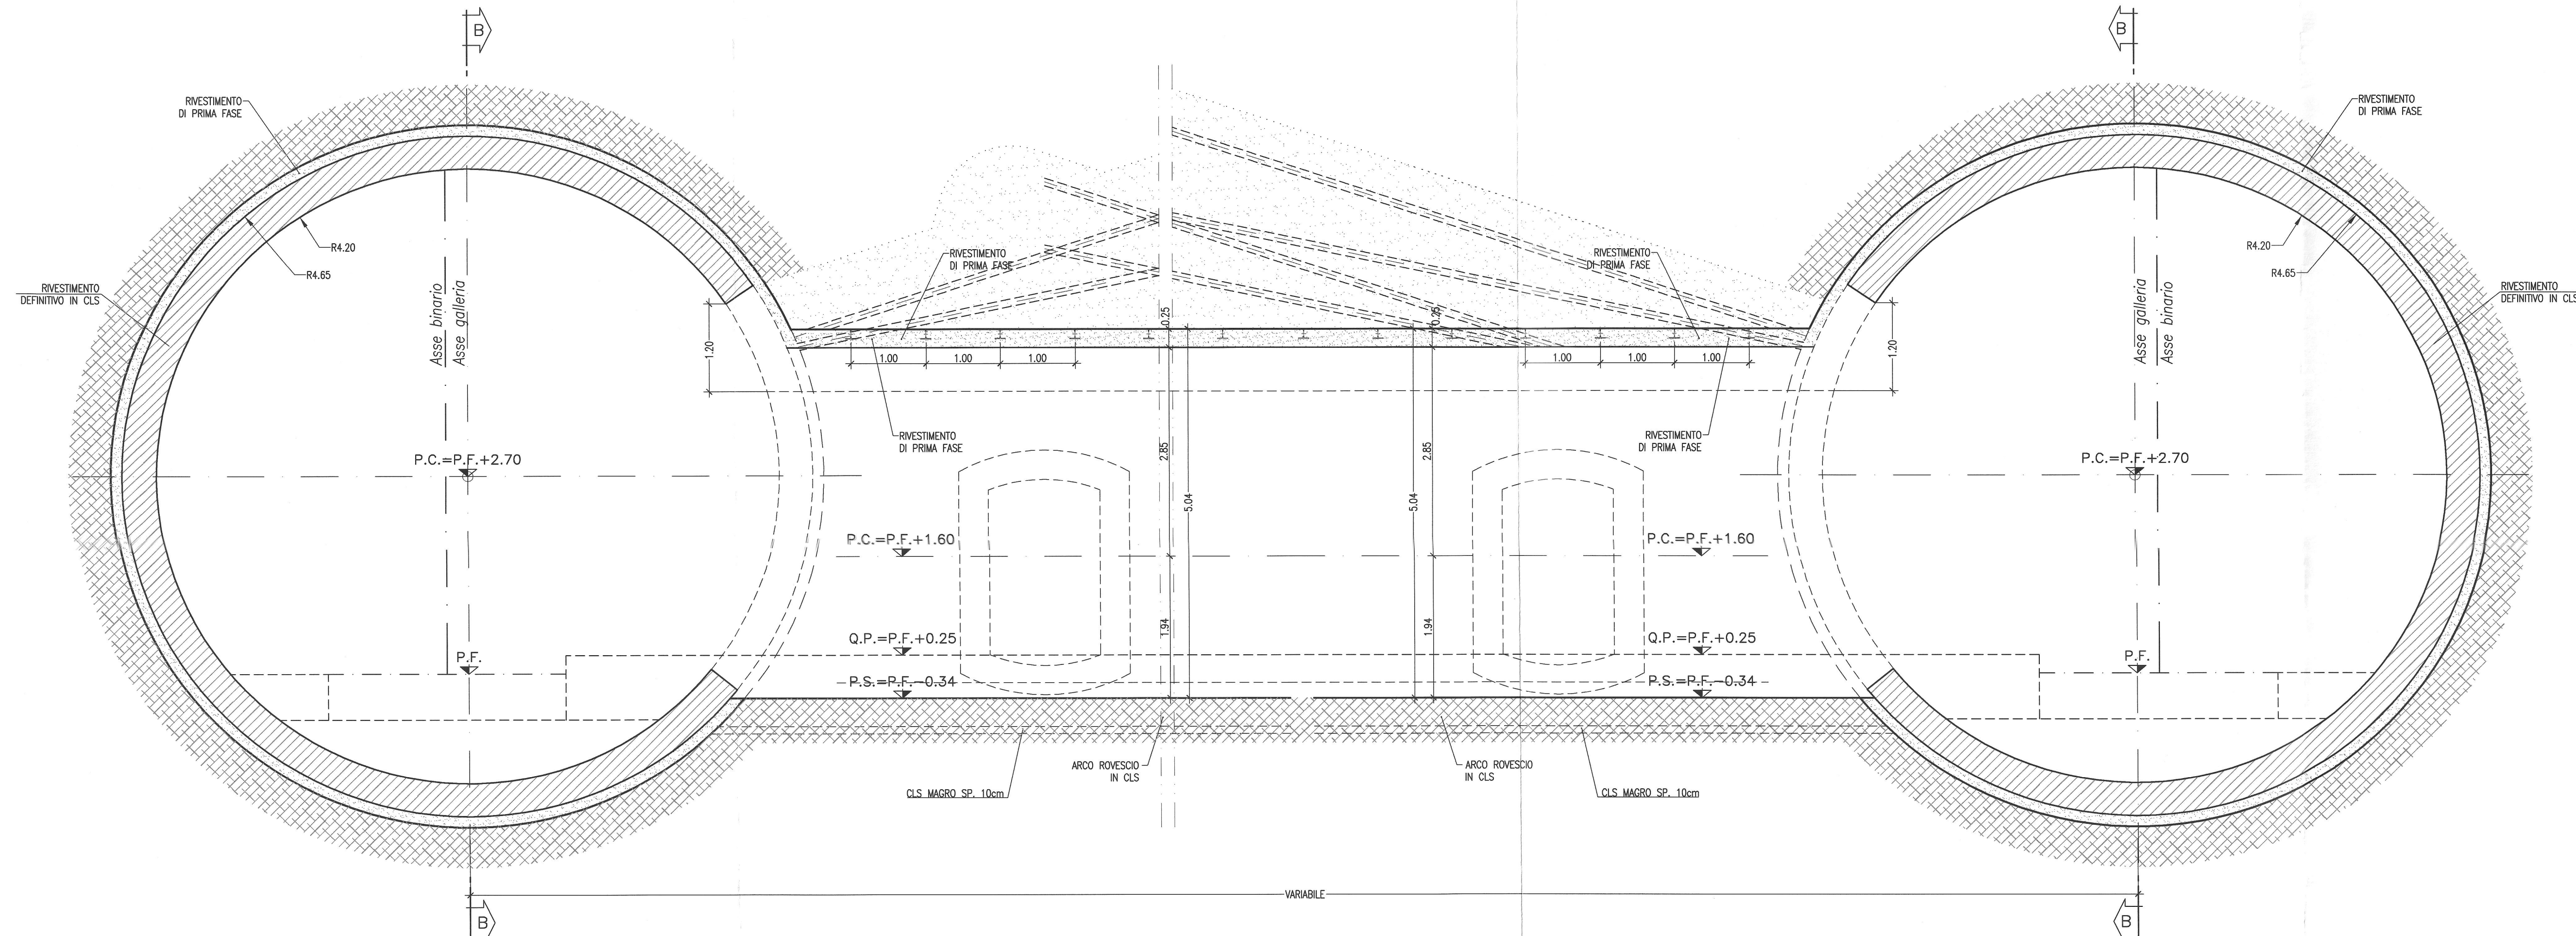 B
B
RIVESTIMENTO
DI PRIMA FASE
RIVESTIMENTO
DI PRIMA FASE
R4.20
R4.65
R4.20
R4.65
RIVESTIMENTO
DEFINITIVO IN CLS
RIVESTIMENTO
DEFINITIVO IN CLS
Asse binario
Asse galleria
Asse galleria
Asse binario
RIVESTIMENTO
DI PRIMA FASE
RIVESTIMENTO
DI PRIMA FASE
0.25
0.25
1.20
1.00
1.00
1.00
1.00
1.00
1.00
1.20
RIVESTIMENTO
DI PRIMA FASE
RIVESTIMENTO
DI PRIMA FASE
2.85
2.85
P.C.=P.F.+2.70
P.C.=P.F.+2.70
5.04
5.04
P.C.=P.F.+1.60
P.C.=P.F.+1.60
1.94
1.94
Q.P.=P.F.+0.25
Q.P.=P.F.+0.25
P.F.
P.F.
P.S.=P.F.-0.34
P.S.=P.F.-0.34
ARCO ROVESCIO
IN CLS
ARCO ROVESCIO
IN CLS
CLS MAGRO SP. 10cm
CLS MAGRO SP. 10cm
VARIABILE
B
B